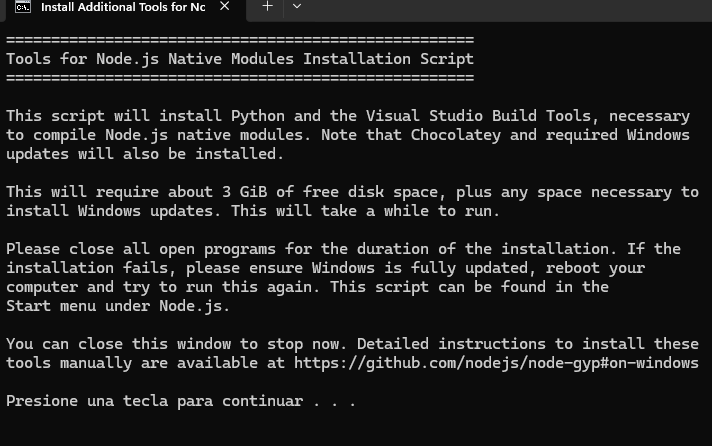 Install Additional Tools for Nc
====================================================
Tools for Node.js Native Modules Installation Script
====================================================
This script will install Python and the Visual Studio Build Tools, necessary
to compile Node.js native modules. Note that Chocolatey and required Windows
updates will also be installed.
This will require about 3 GiB of free disk space, plus any space necessary to
install Windows updates. This will take a while to run.
Please close all open programs for the duration of the installation. If the
installation fails, please ensure Windows is fully updated, reboot your
computer and try to run this again. This script can be found in the
Start menu under Node.js.
You can close this window to stop now. Detailed instructions to install these
tools manually are available at https://github.com/nodejs/node-gyp#on-windows
Presione una tecla para continuar . . .